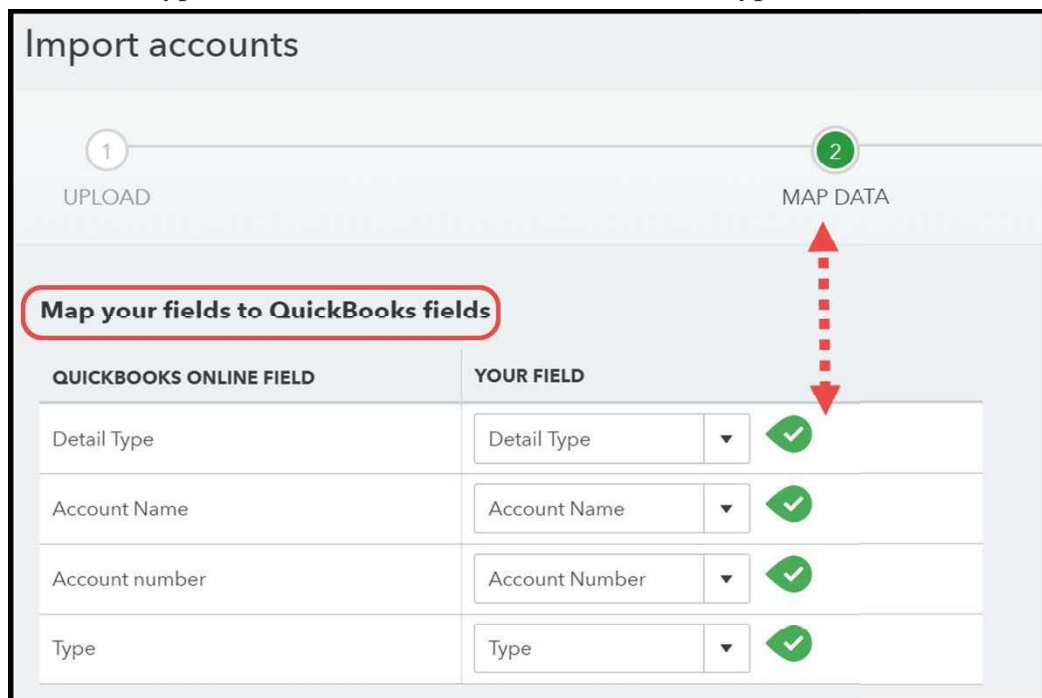 Import accounts
1
2
UPLOAD
MAP DATA
Map your fields to QuickBooks fields
QUICKBOOKS ONLINE FIELD
YOUR FIELD
Detail Type
Detail Type
Account Name
Account Name
Account number
Account Number
Type
Type